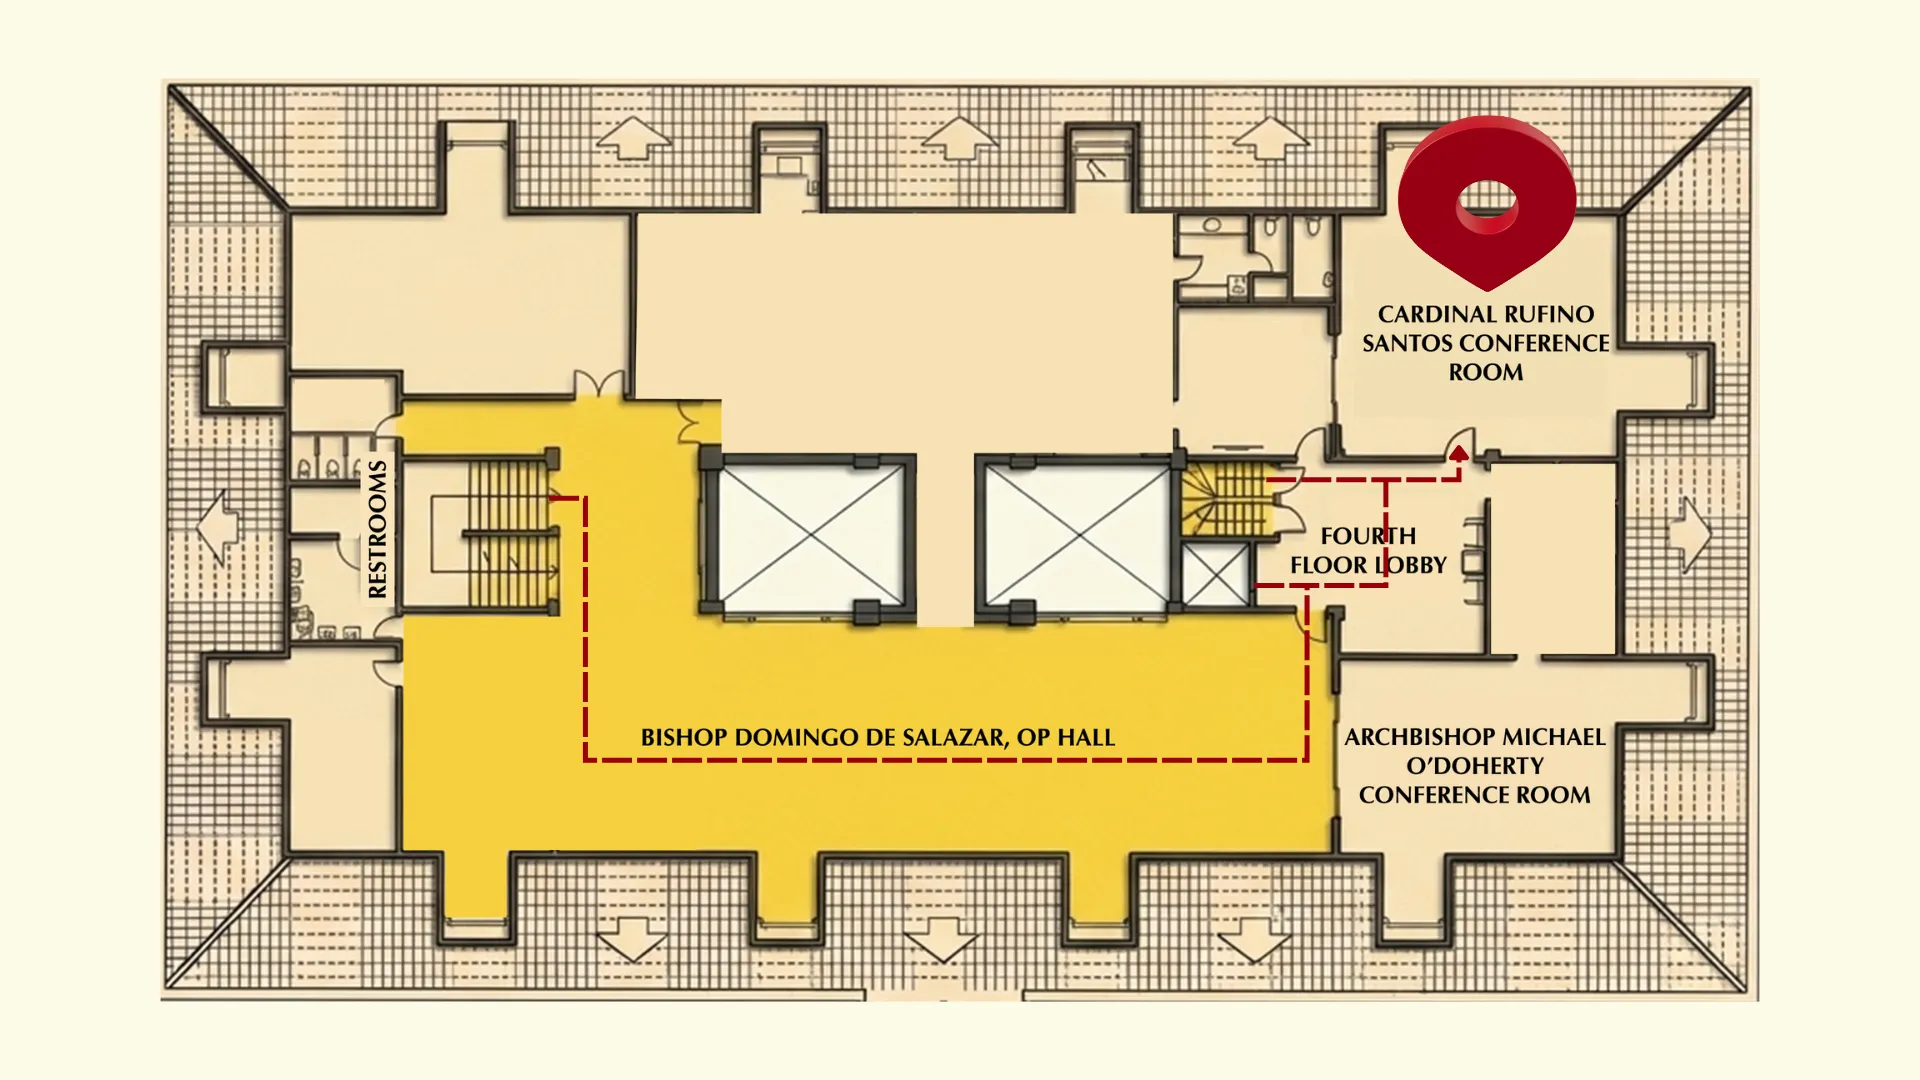 CARDINAL RUFINO
SANTOS CONFERENCE
ROOM
RESTROOMS
FOURTH
FLOOR LOBBY
BISHOP DOMINGO DE SALAZAR, OP HALL
ARCHBISHOP MICHAEL
O’DOHERTY
CONFERENCE ROOM